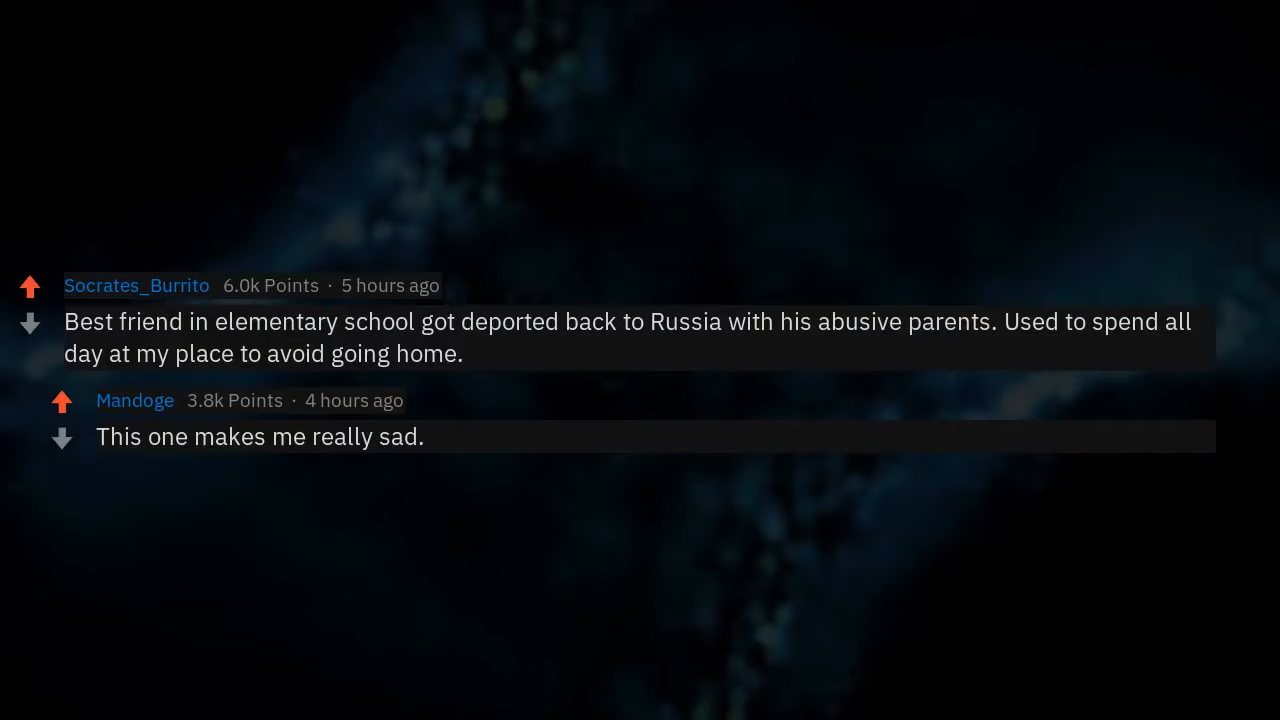 Socrates_Burrito 6.0k Points · 5 hours ago
Best friend in elementary school got deported back to Russia with his abusive parents. Used to spend all
day at my place to avoid going home.
Mandoge 3.8k Points · 4 hours ago
This one makes me really sad.